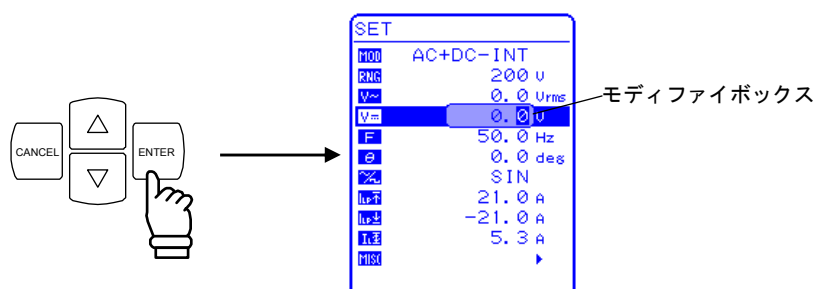 SET
MOD AC+DC-INT
RNG 200 V
V~ 0.0 Vrms
V⎓ 0.0 V
モディファイボックス
F 50.0 Hz
θ 0.0 deg
SIN
21.0 A
-21.0 A
5.3 A
MISC
CANCEL
ENTER